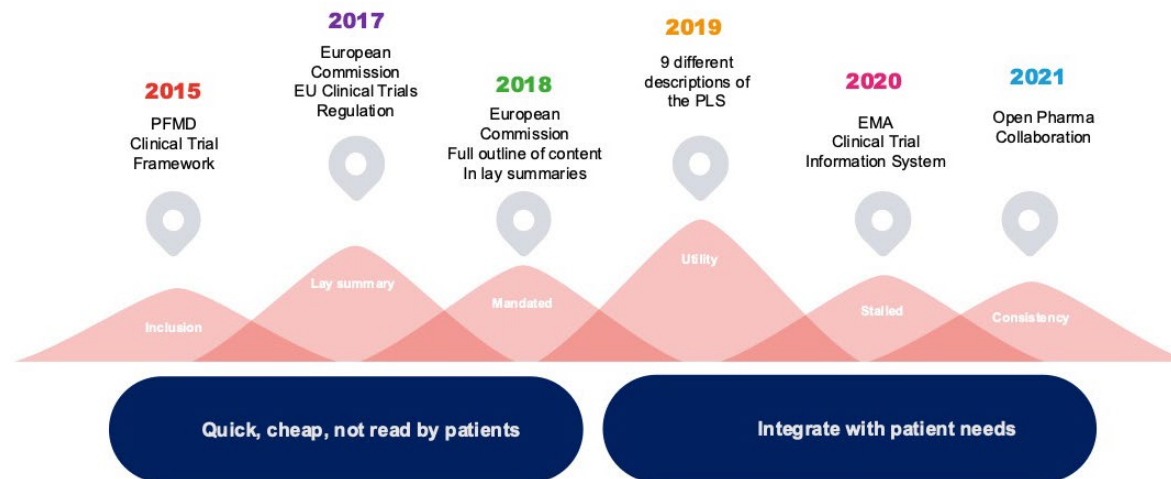 2015
PFMD
Clinical Trial
Framework
2017
European
Commission
EU Clinical Trials
Regulation
2018
European
Commission
Full outline of content
In lay summaries
2019
9 different
descriptions of
the PLS
2020
EMA
Clinical Trial
Information System
2021
Open Pharma
Collaboration
Inclusion
Lay summary
Mandated
Utility
Stalled
Consistency
Quick, cheap, not read by patients
Integrate with patient needs